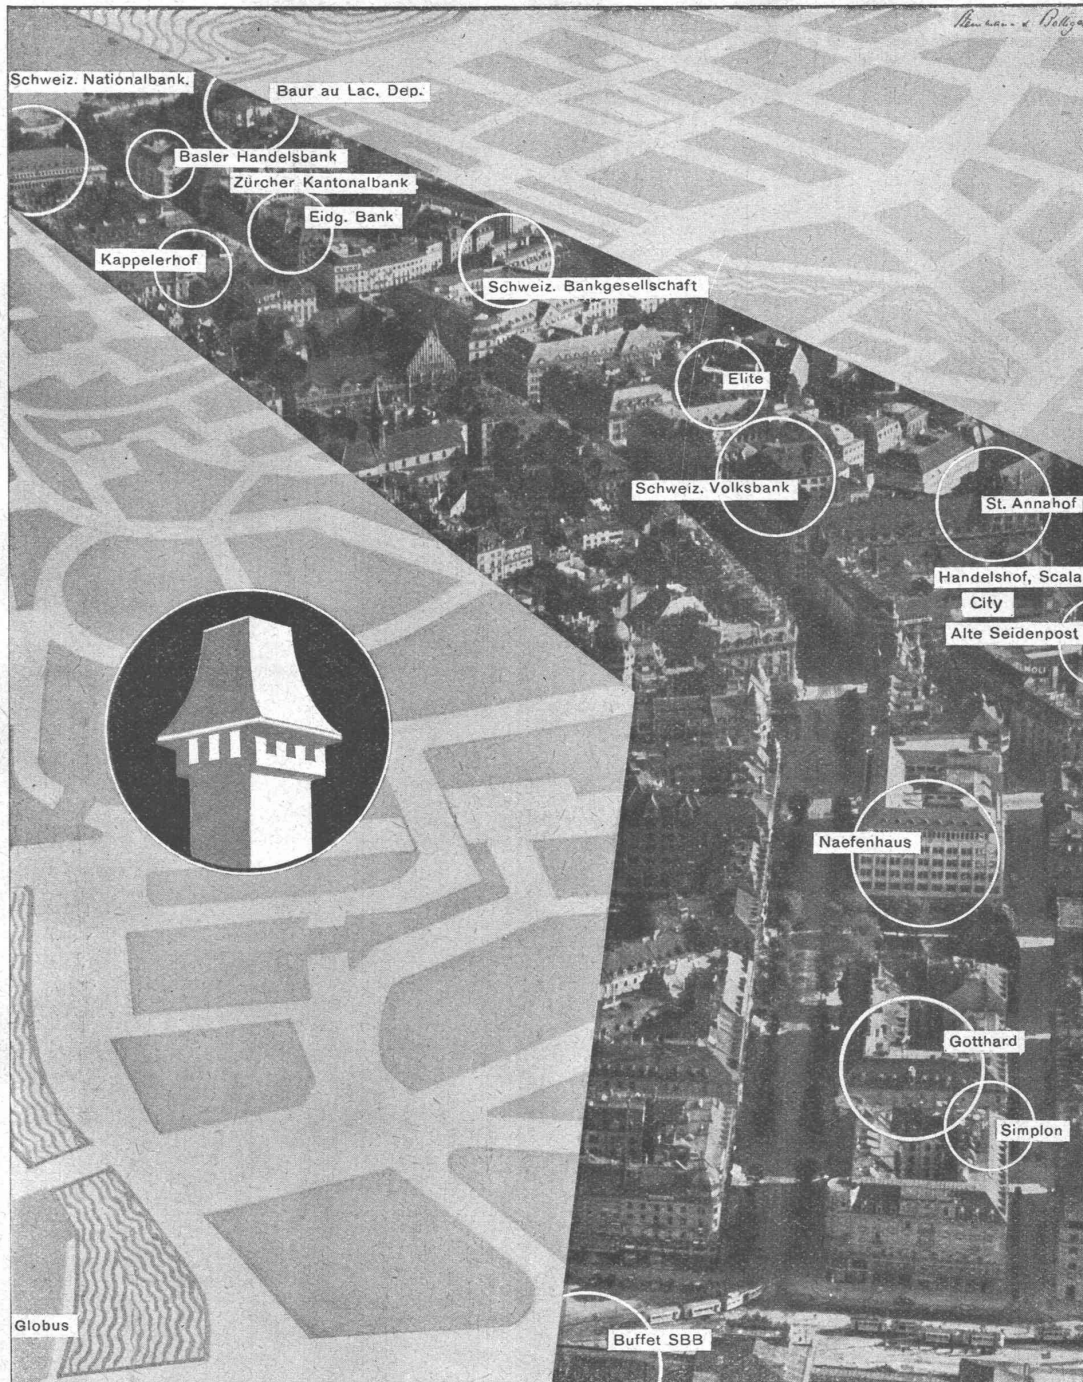 Schweiz. Nationalbank.
Baur au Lac. Dep.
Basler Handelsbank
Zürcher Kantonalbank
Eidg. Bank
Kappelerhof
Schweiz. Bankgesellschaft
Elite
Schweiz. Volksbank
St. Annahof
Handelshof, Scala
City
Alte Seidenpost
Naefenhaus
Gotthard
Simplon
Globus
Buffet SBB